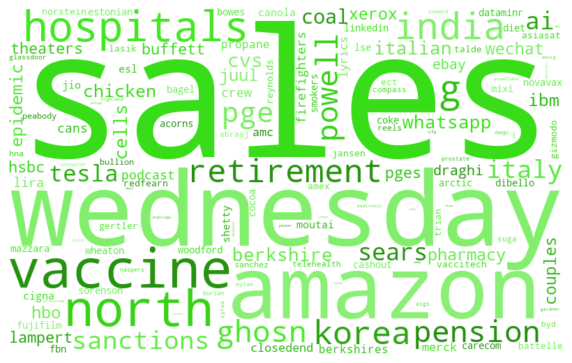 norstein estonian
bowes
canola
dataminr
hospitals
coal
xerox
india
ai
theaters
lasik
buffett
propane
linkedin
diet
asiasat
glassdoor
esl
cvs
lyrics
lse
italian
talde
wechat
epidemic
jio
chicken
juul
powell
firefighters
ebay
novavax
sales
bagel
crew
reynolds
smokers
ect
compass
mixi
g
ibm
peabody
cans
acorns
cells
pge
abraaj
amc
coke
reels
whatsapp
gizmodo
hna
hsbc
bullion
jansen
tesla
podcast
retirement
pges
draghi
italy
lira
redfearn
amex
arctic
dibello
wednesday
gertler
shetty
cocoa
moutai
trian
suga
mazzara
wheaton
woodford
berkshire
sears
pharmacy
couples
vaccine
naspers
sanchez
telehealth
cashout
vaccitech
cigna
sorenson
mylan
amazon
hbo
north
fujifilm
sigs
gardner
lampert
sanctions
ghosn
korea
pension
byd
fbn
closedend
berkshires
merck
carecom
battelle